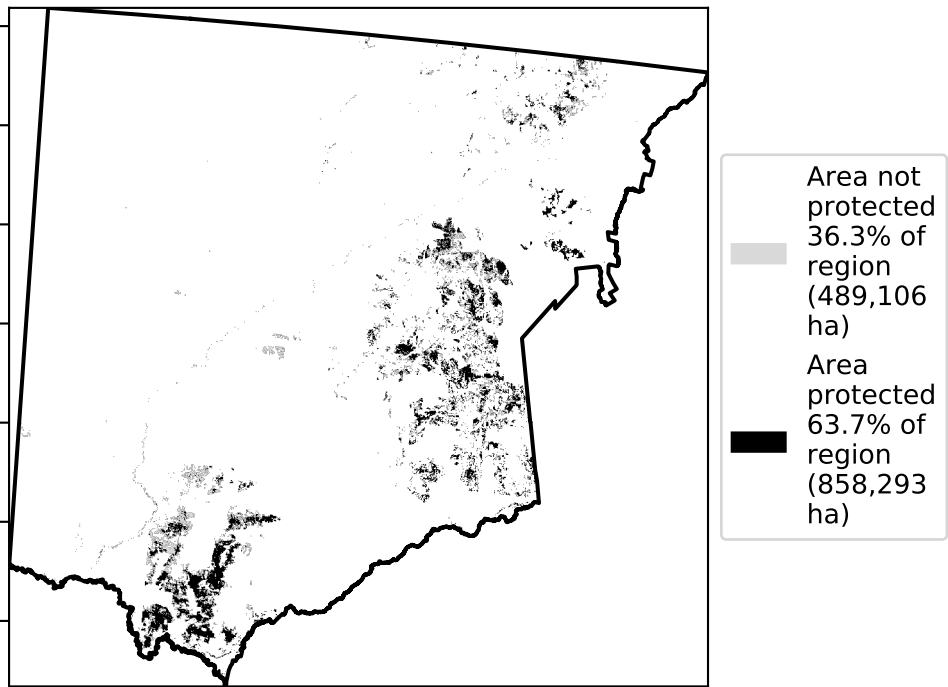 Area not
protected
36.3% of
region
(489,106
ha)
Area
protected
63.7% of
region
(858,293
ha)